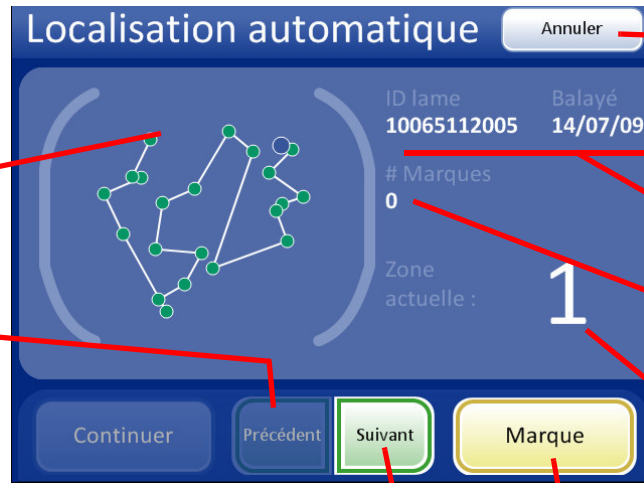 Localisation automatique
Annuler
ID lame
Balayé
10065112005
14/07/09
# Marques
0
Zone
actuelle :
1
Continuer
Précédent
Suivant
Marque